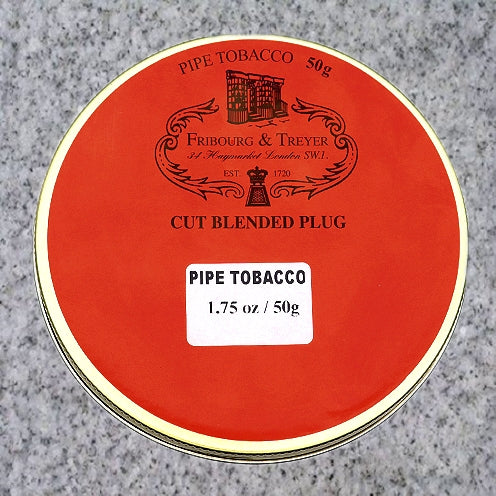 PIPE TOBACCO 50g
FRIBOURG & TREYER
34 Haymarket London SW.1.
EST. 1720
CUT BLENDED PLUG
PIPE TOBACCO
1.75 oz / 50g